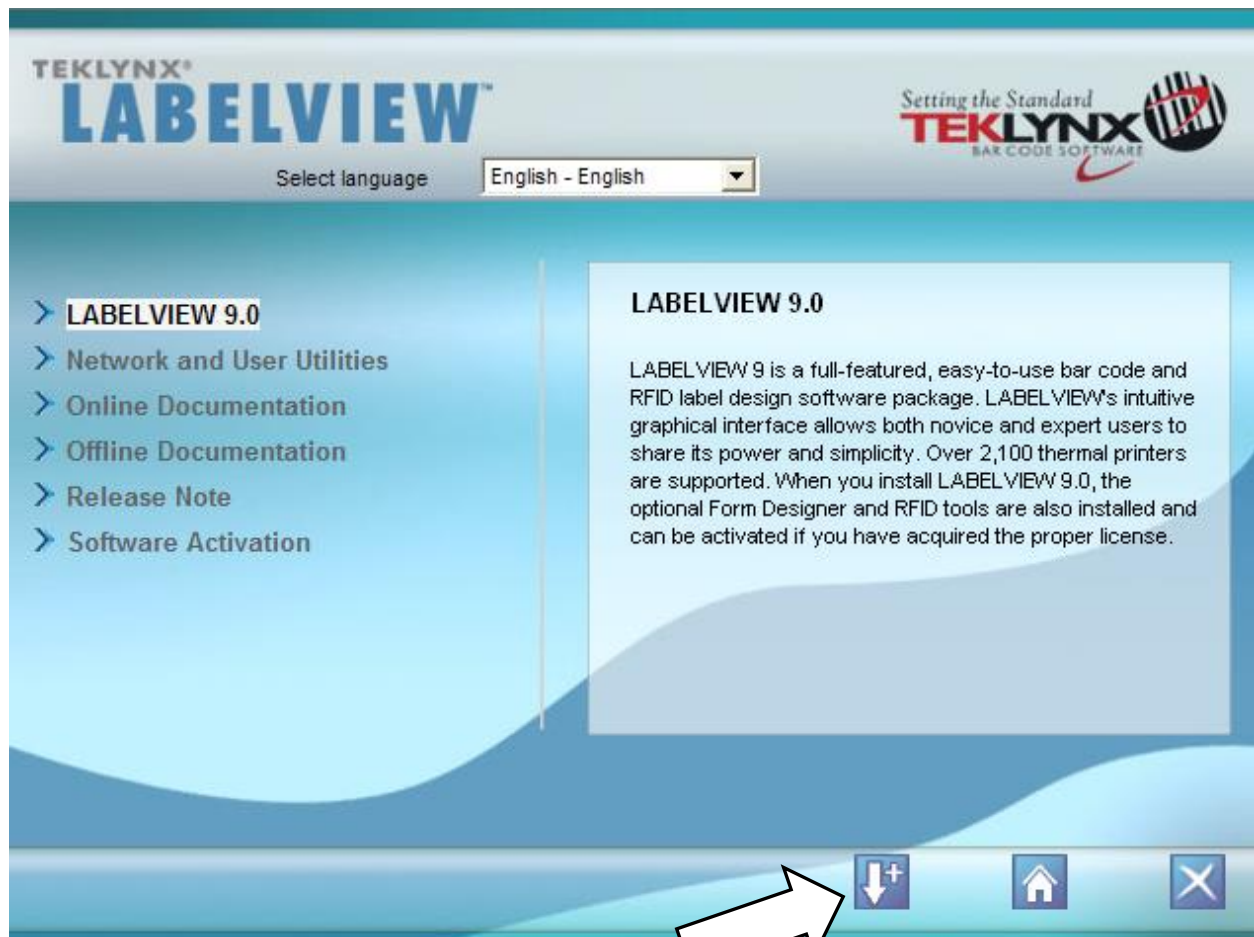 TEKLYNX®
LABELVIEW™
Setting the Standard
TEKLYNX
BAR CODE SOFTWARE
Select language
English - English
LABELVIEW 9.0
Network and User Utilities
Online Documentation
Offline Documentation
Release Note
Software Activation
LABELVIEW 9.0
LABELVIEW 9 is a full-featured, easy-to-use bar code and
RFID label design software package. LABELVIEW's intuitive
graphical interface allows both novice and expert users to
share its power and simplicity. Over 2,100 thermal printers
are supported. When you install LABELVIEW 9.0, the
optional Form Designer and RFID tools are also installed and
can be activated if you have acquired the proper license.